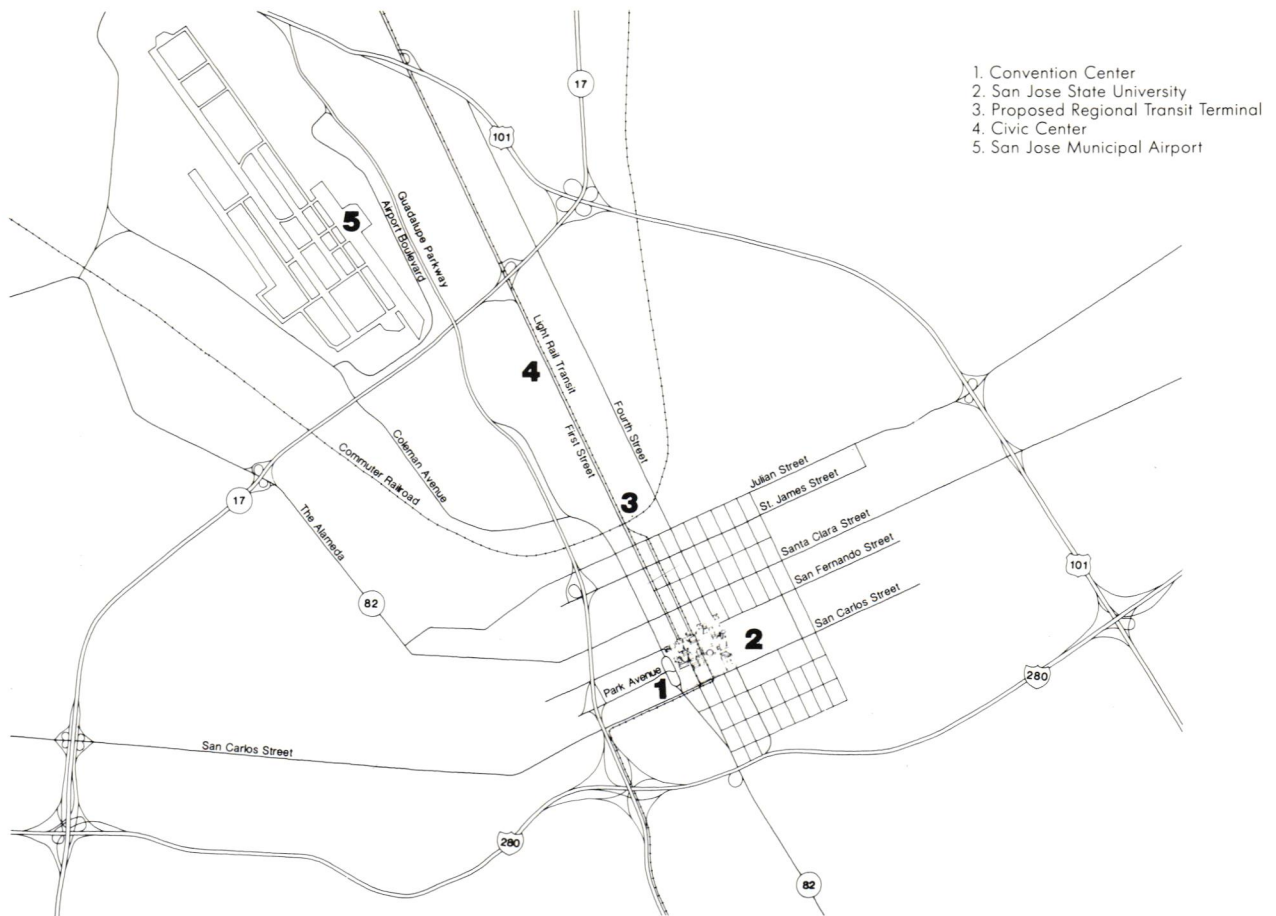 1. Convention Center
2. San Jose State University
3. Proposed Regional Transit Terminal
4. Civic Center
5. San Jose Municipal Airport
17
101
5
Guadalupe Parkway
Airport Boulevard
Light Rail Transit
4
First Street
Fourth Street
Coleman Avenue
Commuter Railroad
17
The Alameda
82
3
Julian Street
St. James Street
Santa Clara Street
San Fernando Street
San Carlos Street
101
2
Park Avenue
1
280
San Carlos Street
280
82